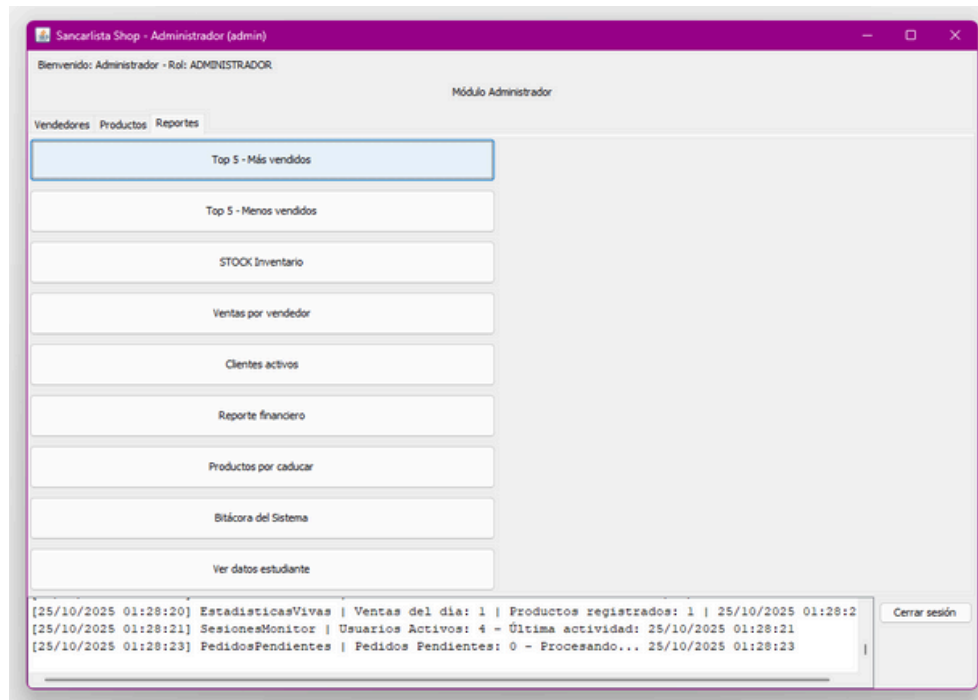 Sancarlista Shop - Administrador (admin)
Bienvenido: Administrador - Rol: ADMINISTRADOR
Módulo Administrador
Vendedores Productos Reportes
Top 5 - Más vendidos
Top 5 - Menos vendidos
STOCK Inventario
Ventas por vendedor
Clientes activos
Reporte financiero
Productos por caducar
Bitácora del Sistema
Ver datos estudiante
[25/10/2025 01:28:20] EstadisticasVivas | Ventas del dia: 1 | Productos registrados: 1 | 25/10/2025 01:28:2
Cerrar sesión
[25/10/2025 01:28:21] SesionesMonitor | Usuarios Activos: 4 - Última actividad: 25/10/2025 01:28:21
[25/10/2025 01:28:23] PedidosPendientes | Pedidos Pendientes: 0 - Procesando... 25/10/2025 01:28:23